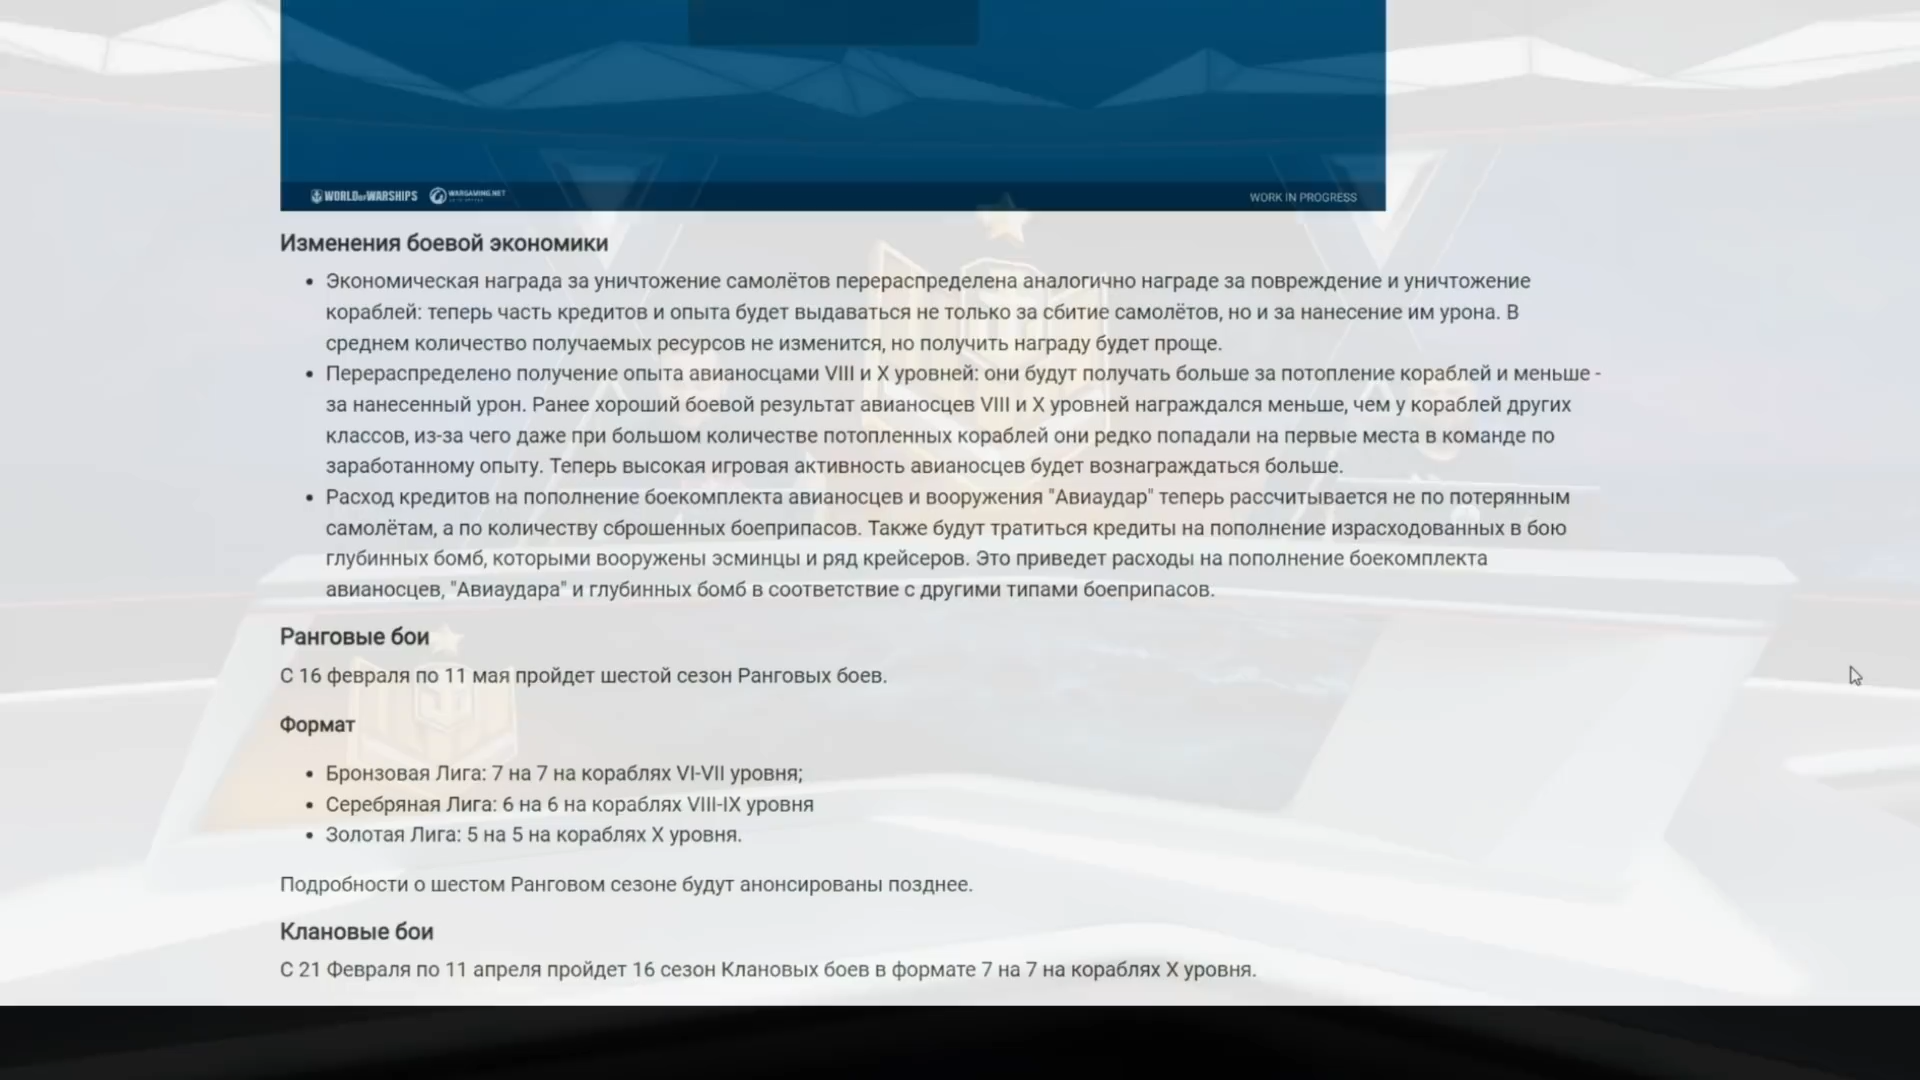 WORLD OF WARSHIPS WARGAMING.NET WORK IN PROGRESS
Изменения боевой экономики
• Экономическая награда за уничтожение самолётов перераспределена аналогично награде за повреждение и уничтожение
кораблей: теперь часть кредитов и опыта будет выдаваться не только за сбитие самолётов, но и за нанесение им урона. В
среднем количество получаемых ресурсов не изменится, но получить награду будет проще.
• Перераспределено получение опыта авианосцами VIII и X уровней: они будут получать больше за потопление кораблей и меньше -
за нанесенный урон. Ранее хороший боевой результат авианосцев VIII и X уровней награждался меньше, чем у кораблей других
классов, из-за чего даже при большом количестве потопленных кораблей они редко попадали на первые места в команде по
заработанному опыту. Теперь высокая игровая активность авианосцев будет вознаграждаться больше.
• Расход кредитов на пополнение боекомплекта авианосцев и вооружения "Авиаудар" теперь рассчитывается не по потерянным
самолётам, а по количеству сброшенных боеприпасов. Также будут тратиться кредиты на пополнение израсходованных в бою
глубинных бомб, которыми вооружены эсминцы и ряд крейсеров. Это приведет расходы на пополнение боекомплекта
авианосцев, "Авиаудара" и глубинных бомб в соответствие с другими типами боеприпасов.
Ранговые бои
С 16 февраля по 11 мая пройдет шестой сезон Ранговых боев.
Формат
• Бронзовая Лига: 7 на 7 на кораблях VI-VII уровня;
• Серебряная Лига: 6 на 6 на кораблях VIII-IX уровня
• Золотая Лига: 5 на 5 на кораблях X уровня.
Подробности о шестом Ранговом сезоне будут анонсированы позднее.
Клановые бои
С 21 Февраля по 11 апреля пройдет 16 сезон Клановых боев в формате 7 на 7 на кораблях X уровня.